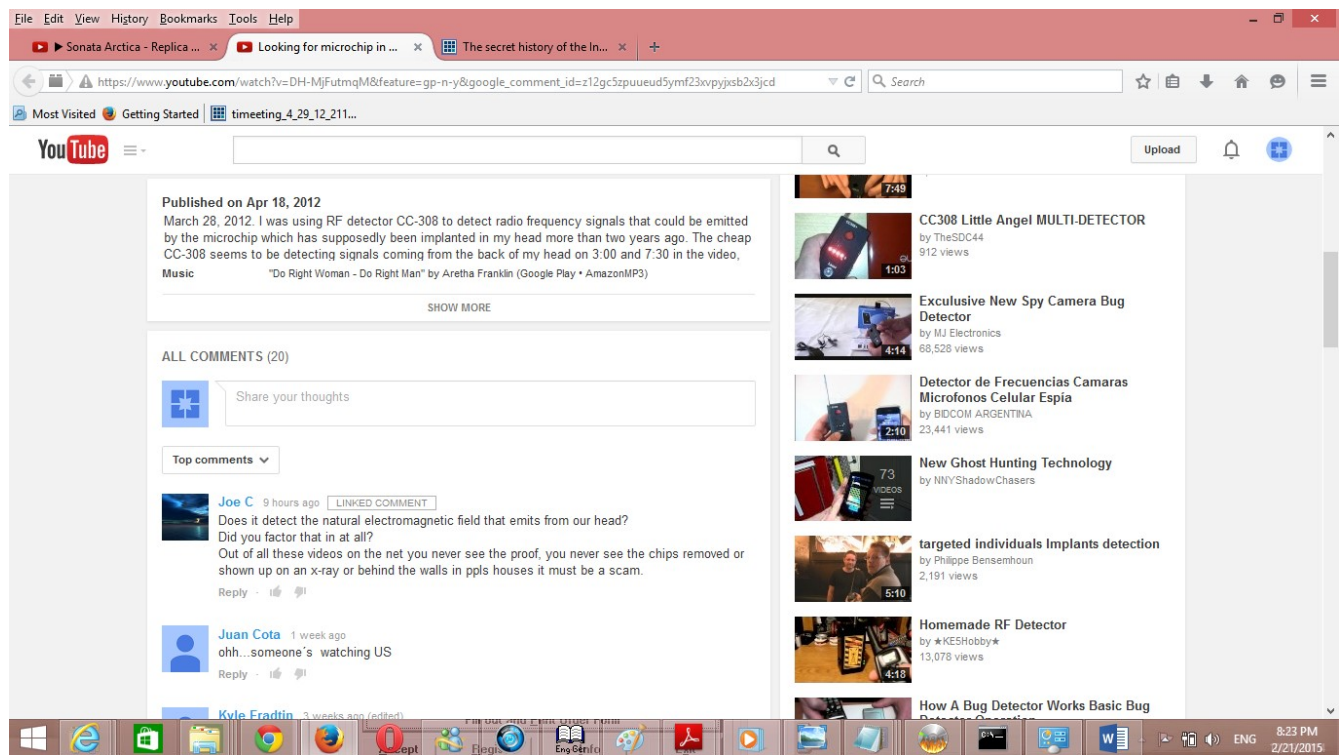 File Edit View History Bookmarks Tools Help
▶ Sonata Arctica - Replica ...
Looking for microchip in ...
The secret history of the In...
https://www.youtube.com/watch?v=DH-MjFutmqM&feature=gp-n-y&google_comment_id=z12gc5zpuueud5ymf23xvpyjxsb2x3jcd
Search
Most Visited Getting Started timeeting_4_29_12_211...
YouTube
Upload
Published on Apr 18, 2012
March 28, 2012. I was using RF detector CC-308 to detect radio frequency signals that could be emitted
by the microchip which has supposedly been implanted in my head more than two years ago. The cheap
CC-308 seems to be detecting signals coming from the back of my head on 3:00 and 7:30 in the video,
Music "Do Right Woman - Do Right Man" by Aretha Franklin (Google Play • AmazonMP3)
SHOW MORE
ALL COMMENTS (20)
Share your thoughts
Top comments
Joe C 9 hours ago LINKED COMMENT
Does it detect the natural electromagnetic field that emits from our head?
Did you factor that in at all?
Out of all these videos on the net you never see the proof, you never see the chips removed or
shown up on an x-ray or behind the walls in ppls houses it must be a scam.
Reply
Juan Cota 1 week ago
ohh...someone´s watching US
Reply
Kyle Fradtin 3 weeks ago (edited)
7:49
CC308 Little Angel MULTI-DETECTOR
by TheSDC44
912 views
1:03
Exculusive New Spy Camera Bug
Detector
by MJ Electronics
68,528 views
4:14
Detector de Frecuencias Camaras
Microfonos Celular Espía
by BIDCOM ARGENTINA
23,441 views
2:10
New Ghost Hunting Technology
by NNYShadowChasers
73
VIDEOS
targeted individuals Implants detection
by Philippe Bensemhoun
2,191 views
5:10
Homemade RF Detector
by ★KE5Hobby★
13,078 views
4:18
How A Bug Detector Works Basic Bug
Detector Operation
ENG
8:23 PM
2/21/2015